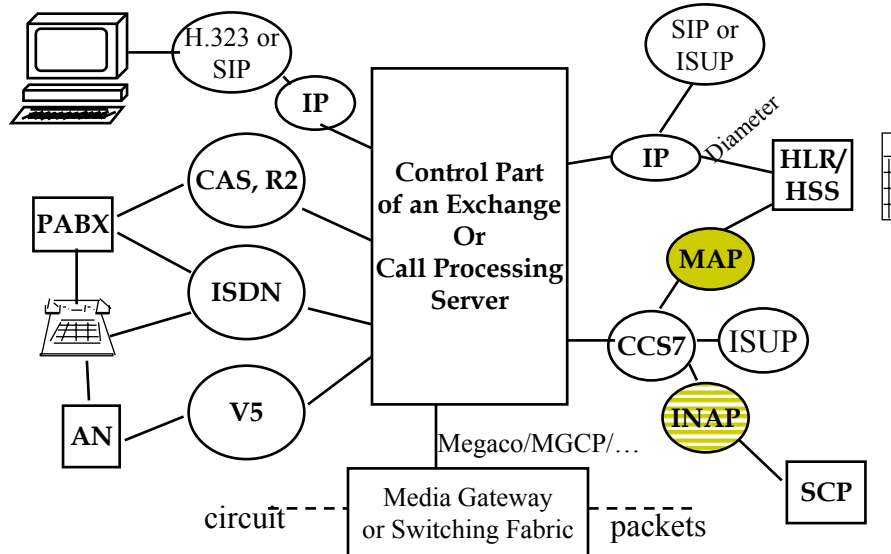 H.323 or
SIP
IP
CAS, R2
PABX
ISDN
V5
AN
Control Part
of an Exchange
Or
Call Processing
Server
SIP or
ISUP
IP
Diameter
HLR/
HSS
MAP
CCS7
ISUP
INAP
SCP
Megaco/MGCP/…
circuit
Media Gateway
or Switching Fabric
packets